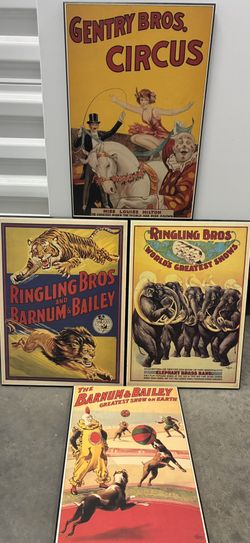 GENTRY BROS.
CIRCUS
MISS LOUISE HILTON
RINGLING BROS
AND
BARNUM & BAILEY
RINGLING BROS
WORLDS GREATEST SHOWS
ELEPHANT BRASS BAND
THE
BARNUM & BAILEY
GREATEST SHOW ON EARTH